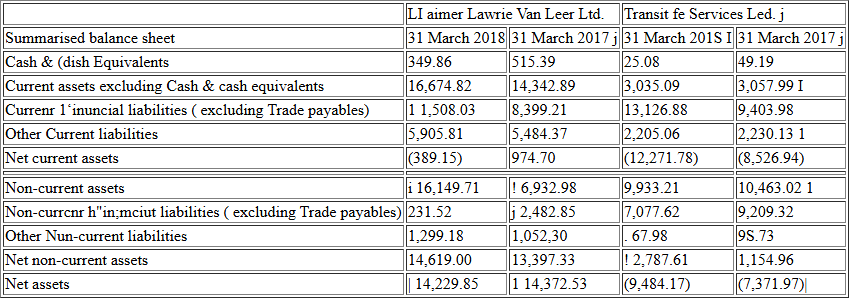 LI aimer Lawrie Van Leer Ltd. Transit fe Services Led. j
Summarised balance sheet 31 March 2018 31 March 2017 j 31 March 201S I 31 March 2017 j
Cash & (dish Equivalents 349.86 515.39 25.08 49.19
Current assets excluding Cash & cash equivalents 16,674.82 14,342.89 3,035.09 3,057.99 I
Currenr 1‘inuncial liabilities ( excluding Trade payables) 1 1,508.03 8,399.21 13,126.88 9,403.98
Other Current liabilities 5,905.81 5,484.37 2,205.06 2,230.13 1
Net current assets (389.15) 974.70 (12,271.78) (8,526.94)
Non-current assets i 16,149.71 ! 6,932.98 9,933.21 10,463.02 1
Non-currcnr h"in;mciut liabilities ( excluding Trade payables) 231.52 j 2,482.85 7,077.62 9,209.32
Other Nun-current liabilities 1,299.18 1,052,30 . 67.98 9S.73
Net non-current assets 14,619.00 13,397.33 ! 2,787.61 1,154.96
Net assets | 14,229.85 1 14,372.53 (9,484.17) (7,371.97)|